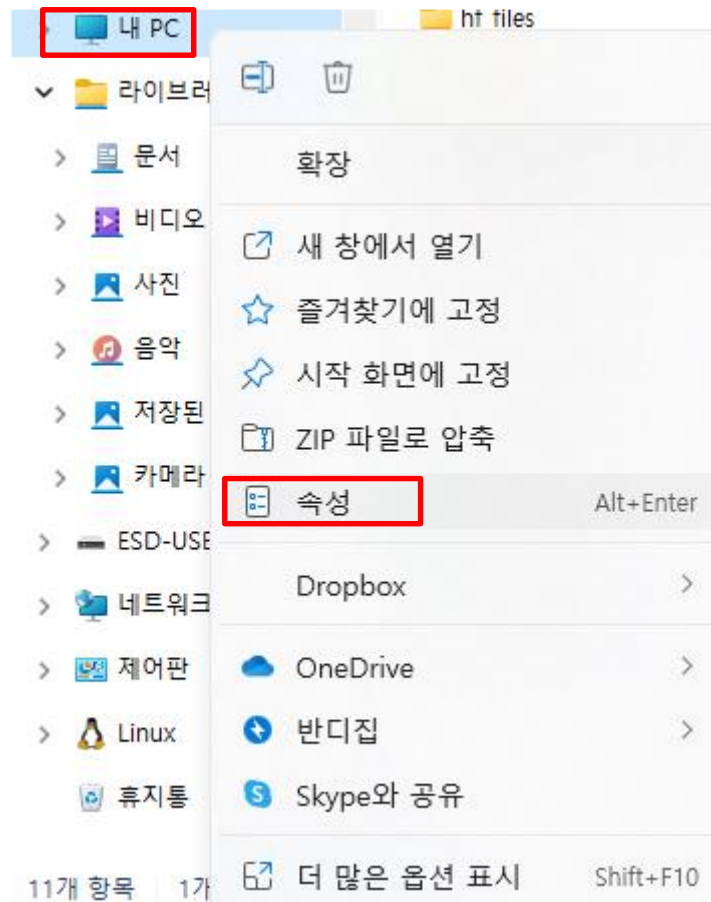 내 PC
ht files
라이브러
문서
비디오
사진
음악
저장된
카메라
ESD-USE
네트워크
제어판
Linux
휴지통
11개 항목 1개
확장
새 창에서 열기
즐겨찾기에 고정
시작 화면에 고정
ZIP 파일로 압축
속성 Alt+Enter
Dropbox
OneDrive
반디집
Skype와 공유
더 많은 옵션 표시 Shift+F10